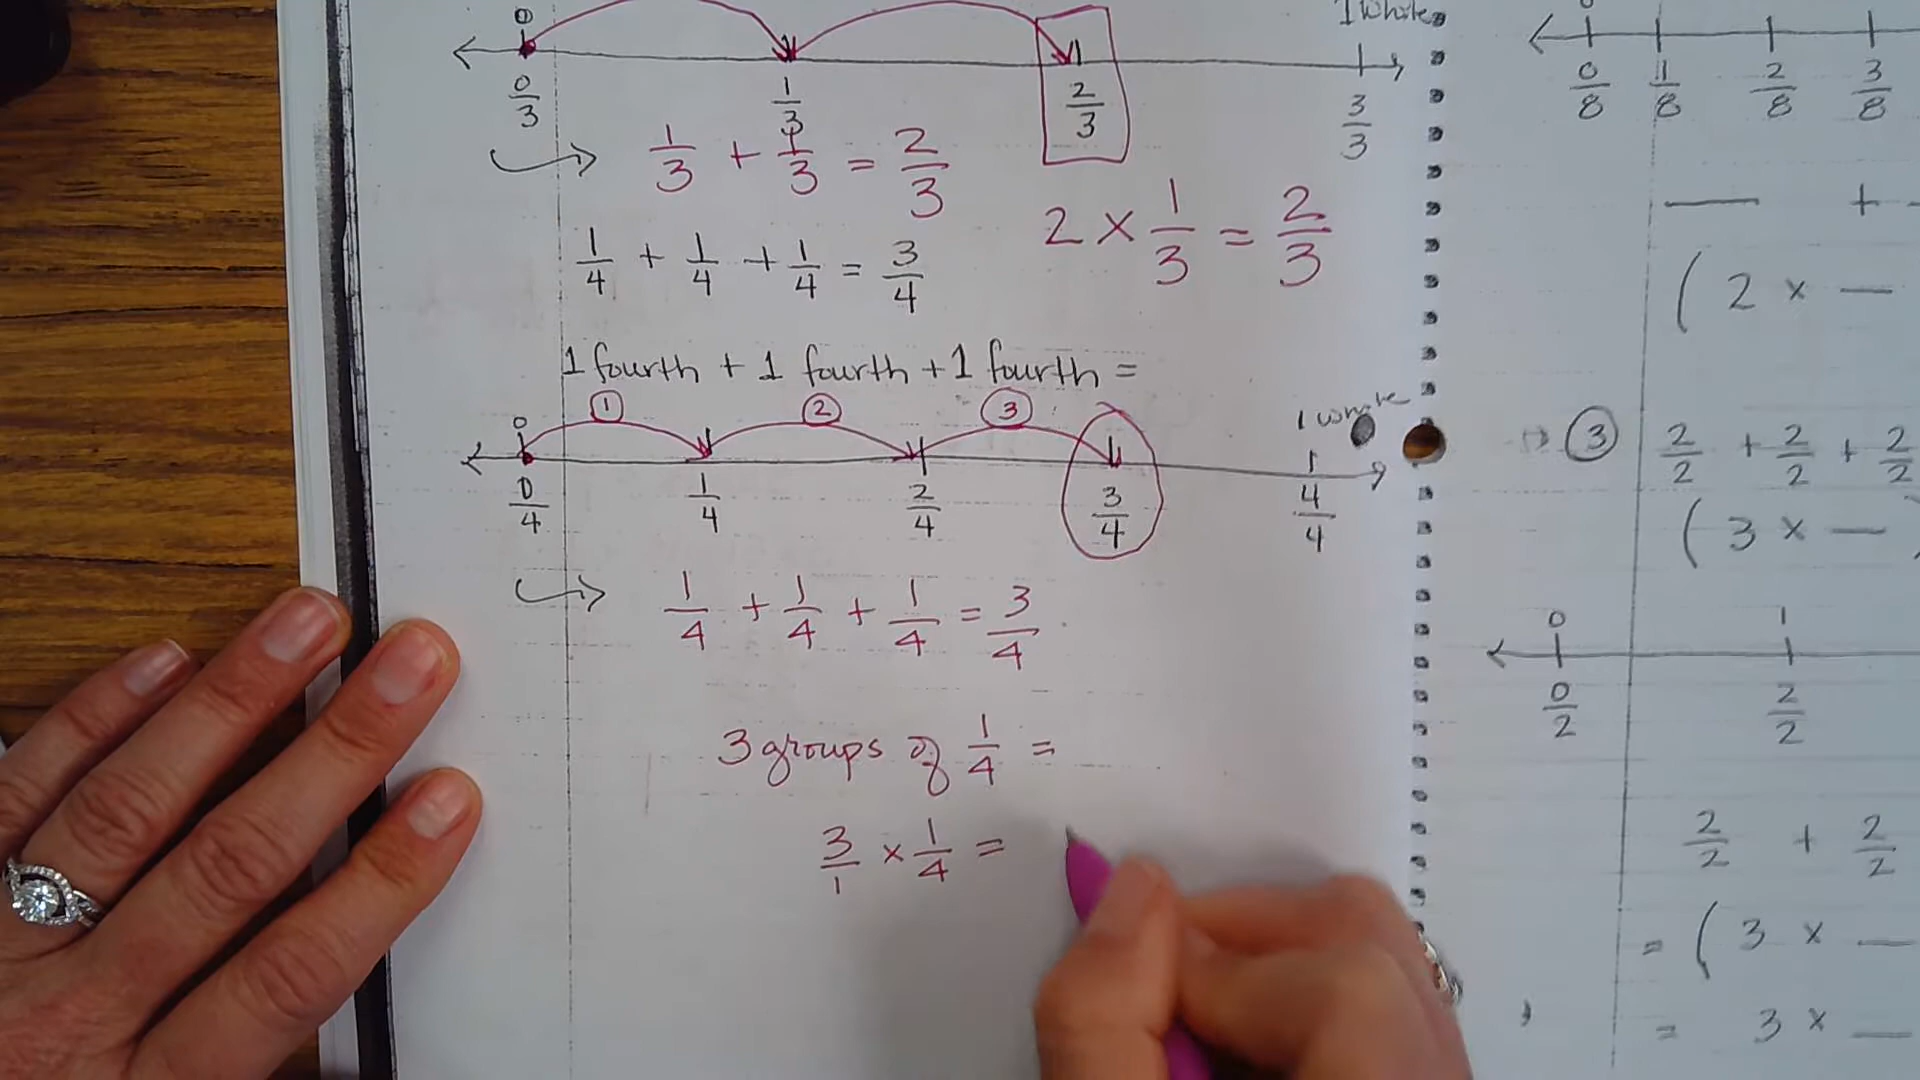 0 1 whole
0/3 1/3 2/3 3/3
1/3 + 1/3 = 2/3
2 × 1/3 = 2/3
1/4 + 1/4 + 1/4 = 3/4
1 fourth + 1 fourth + 1 fourth =
1 2 3
0 1 whole
0/4 1/4 2/4 3/4 4/4
1/4 + 1/4 + 1/4 = 3/4
3 groups of 1/4 =
3/1 × 1/4 =
0/8 1/8 2/8 3/8
__ +
( 2 × __
3 2/2 + 2/2 + 2/2
( 3 × __ )
0 1
0/2 2/2
2/2 + 2/2
= ( 3 × __
= 3 × __